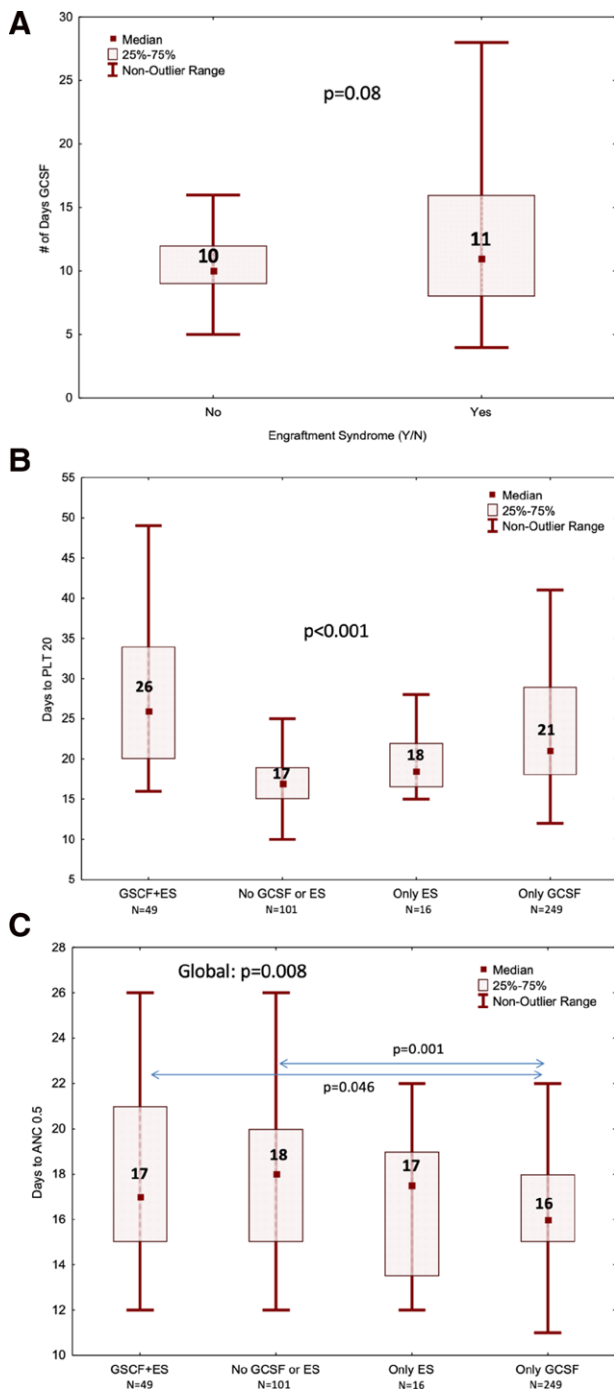 A
Median
25%-75%
Non-Outlier Range
p=0.08
# of Days GCSF
30
25
20
15
10
5
0
10
11
No
Yes
Engraftment Syndrome (Y/N)
B
Median
25%-75%
Non-Outlier Range
p<0.001
Days to PLT 20
55
50
45
40
35
30
25
20
15
10
5
26
17
18
21
GSCF+ES
N=49
No GCSF or ES
N=101
Only ES
N=16
Only GCSF
N=249
C
Global: p=0.008
Median
25%-75%
Non-Outlier Range
p=0.001
p=0.046
Days to ANC 0.5
28
26
24
22
20
18
16
14
12
10
17
18
17
16
GSCF+ES
N=49
No GCSF or ES
N=101
Only ES
N=16
Only GCSF
N=249